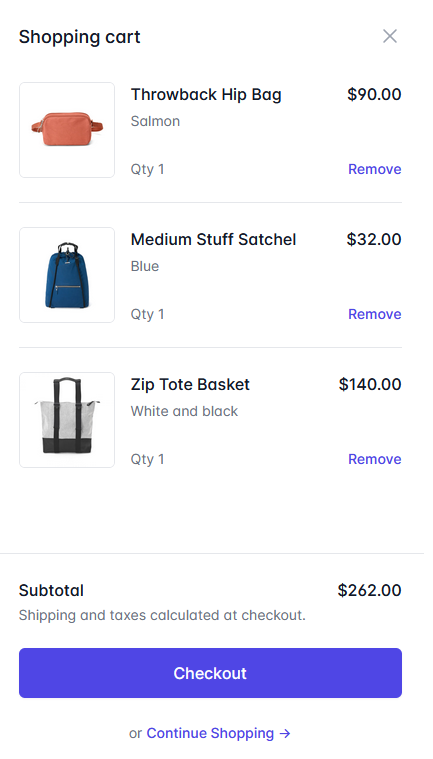 Shopping cart
Throwback Hip Bag $90.00
Salmon
Qty 1 Remove
Medium Stuff Satchel $32.00
Blue
Qty 1 Remove
Zip Tote Basket $140.00
White and black
Qty 1 Remove
Subtotal $262.00
Shipping and taxes calculated at checkout.
Checkout
or Continue Shopping →